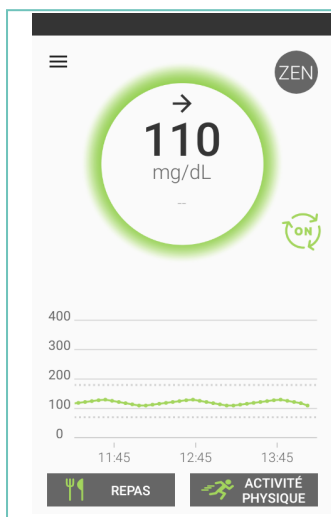 ZEN
110
mg/dL
--
ON
400
300
200
100
0
11:45 12:45 13:45
REPAS
ACTIVITÉ
PHYSIQUE